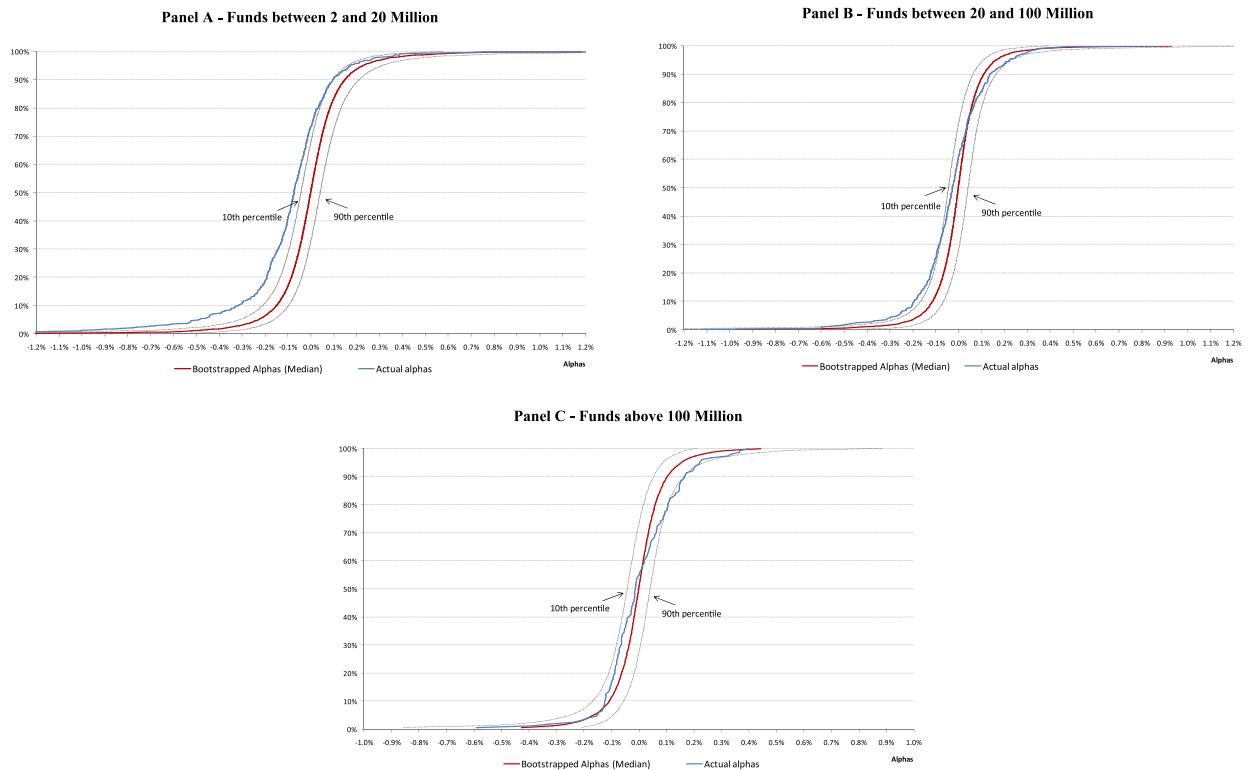 Panel A - Funds between 2 and 20 Million
100%
90%
80%
70%
60%
50%
40%
30%
20%
10%
0%
10th percentile
90th percentile
-1.2% -1.1% -1.0% -0.9% -0.7% -0.6% -0.5% -0.4% -0.3% -0.2% -0.1% 0.0% 0.1% 0.2% 0.3% 0.4% 0.5% 0.6% 0.7% 0.8% 1.0% 1.1% 1.2%
Alphas
Bootstrapped Alphas (Median) Actual alphas
Panel B - Funds between 20 and 100 Million
100%
90%
80%
70%
60%
50%
40%
30%
20%
10%
0%
10th percentile
90th percentile
-1.2% -1.1% -1.0% -0.9% -0.8% -0.7% -0.6% -0.5% -0.4% -0.3% -0.2% -0.1% 0.0% 0.1% 0.2% 0.3% 0.4% 0.5% 0.6% 0.7% 0.8% 0.9% 1.0% 1.1% 1.2%
Alphas
Bootstrapped Alphas (Median) Actual alphas
Panel C - Funds above 100 Million
100%
90%
80%
70%
60%
50%
40%
30%
20%
10%
0%
10th percentile
90th percentile
-1.0% -0.9% -0.8% -0.7% -0.6% -0.5% -0.4% -0.3% -0.2% -0.1% 0.0% 0.1% 0.2% 0.3% 0.4% 0.5% 0.6% 0.7% 0.8% 0.9% 1.0%
Alphas
Bootstrapped Alphas (Median) Actual alphas